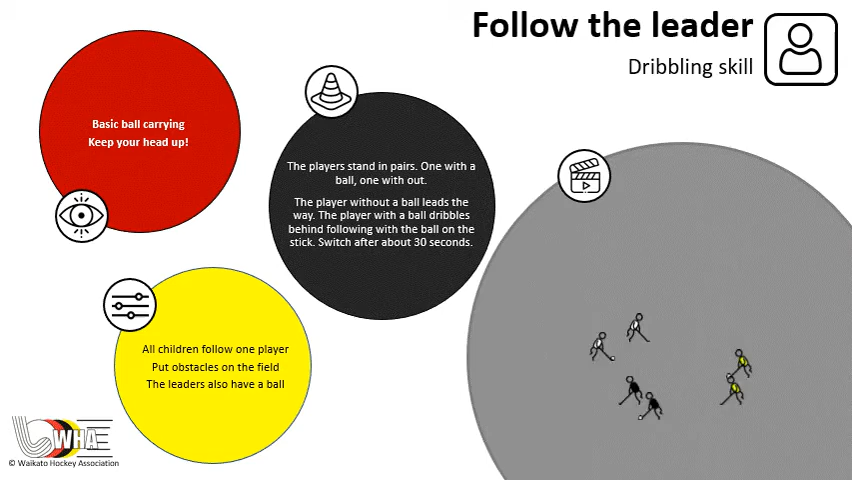 Follow the leader
Dribbling skill
Basic ball carrying
Keep your head up!
The players stand in pairs. One with a
ball, one with out.
The player without a ball leads the
way. The player with a ball dribbles
behind following with the ball on the
stick. Switch after about 30 seconds.
All children follow one player
Put obstacles on the field
The leaders also have a ball
WHA
© Waikato Hockey Association